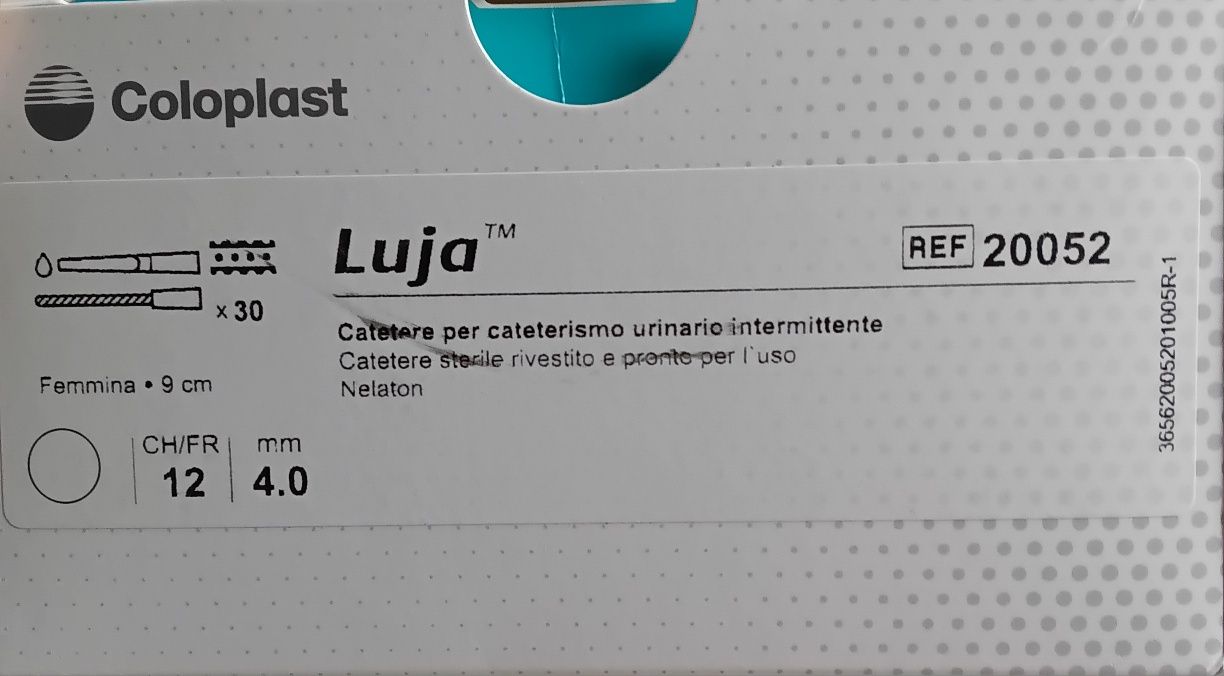 Coloplast
Luja™
REF 20052
x 30
Catetere per cateterismo urinario intermittente
Catetere sterile rivestito e pronto per l'uso
Nelaton
Femmina • 9 cm
CH/FR mm
12 4.0
36562005201005R-1